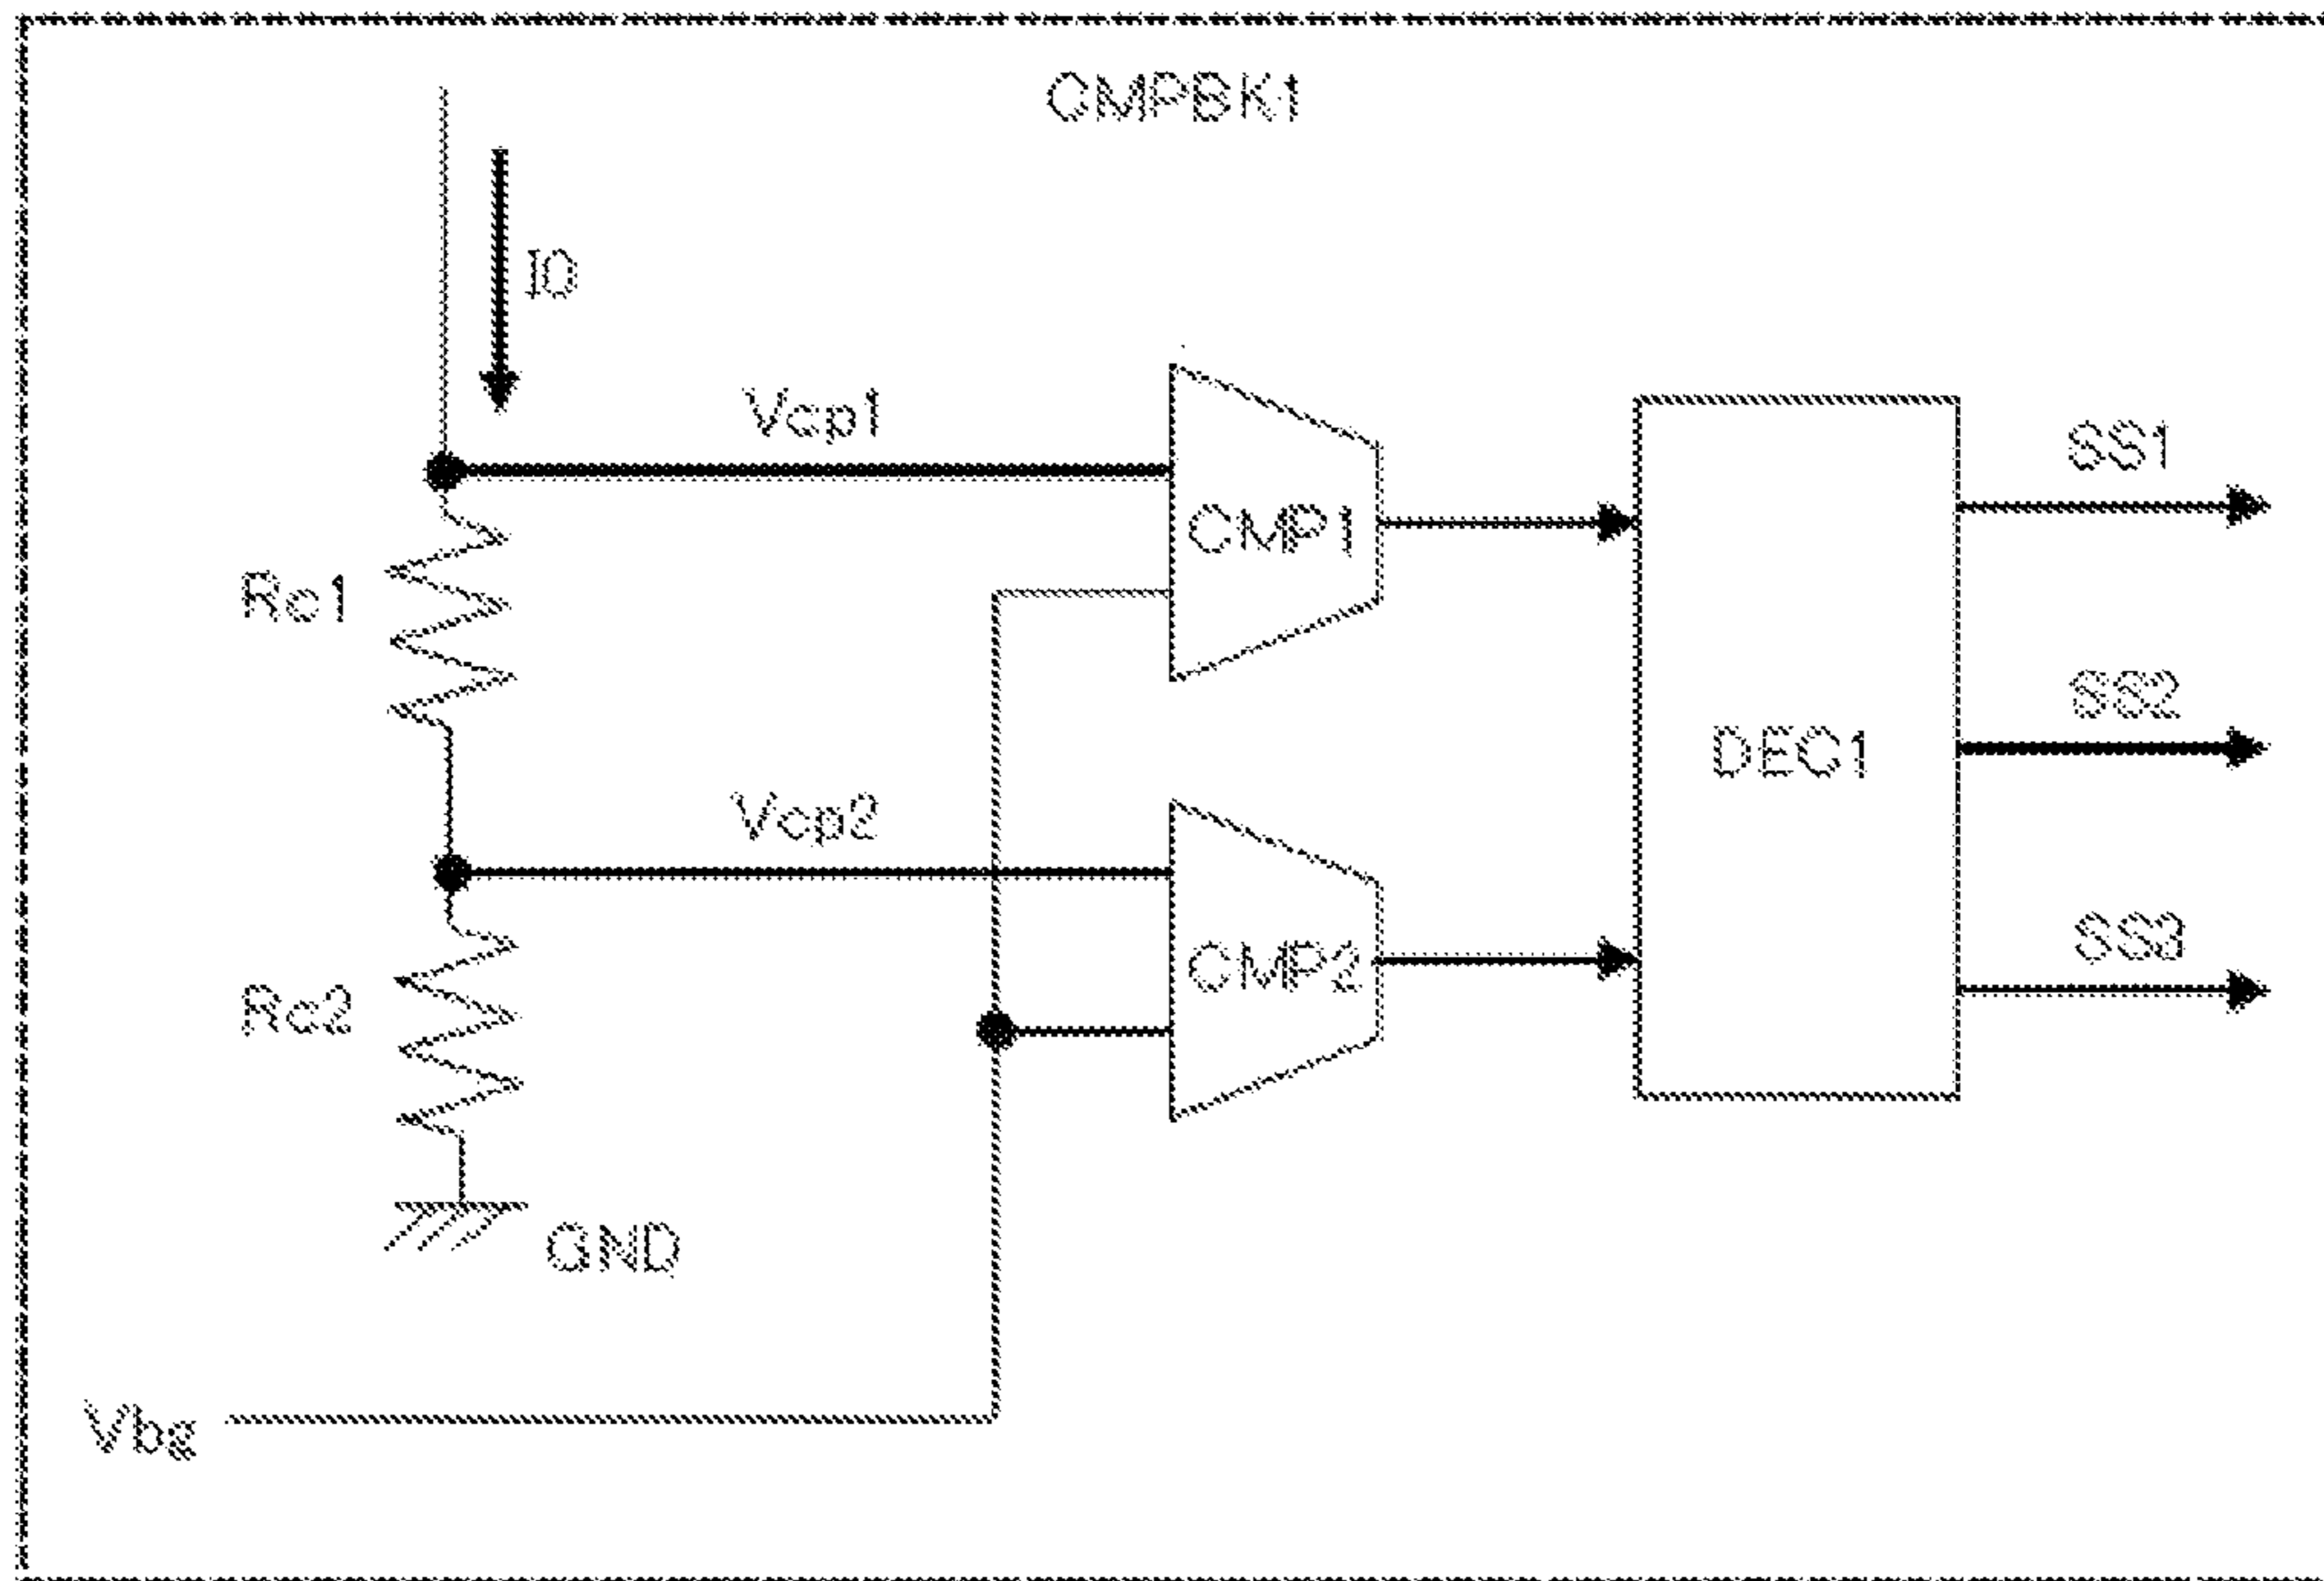 CMPBK1
I0
Vcp1
CMP1
SS1
Rc1
SS2
DEC1
Vcp2
CMP2
SS3
Rc2
GND
Vbg